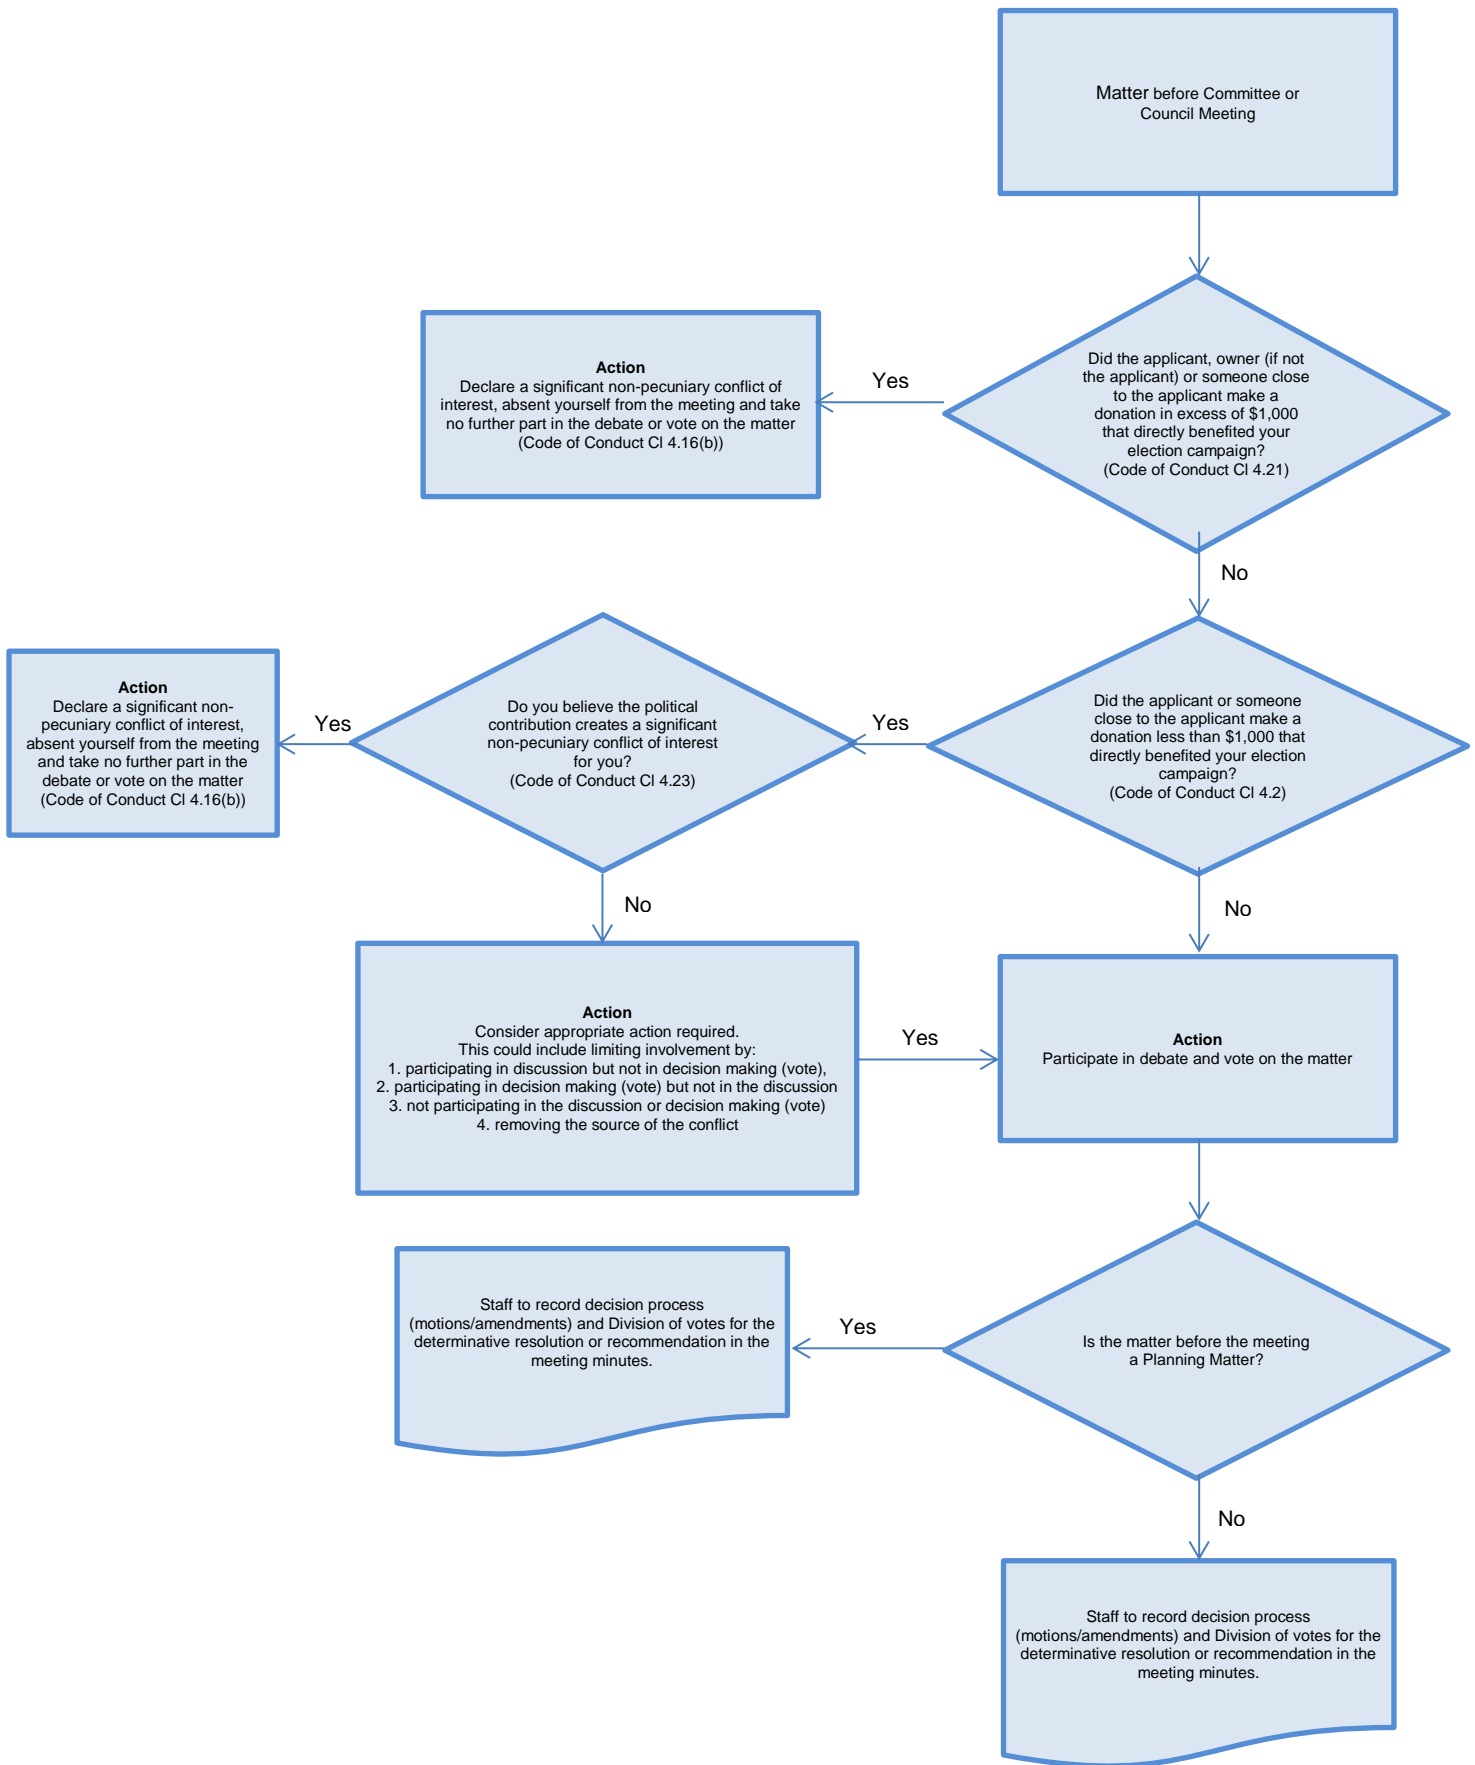 Matter before Committee or
Council Meeting
Did the applicant, owner (if not
the applicant) or someone close
to the applicant make a
donation in excess of $1,000
that directly benefited your
election campaign?
(Code of Conduct Cl 4.21)
Yes
Action
Declare a significant non-pecuniary conflict of
interest, absent yourself from the meeting and take
no further part in the debate or vote on the matter
(Code of Conduct Cl 4.16(b))
No
Did the applicant or someone
close to the applicant make a
donation less than $1,000 that
directly benefited your election
campaign?
(Code of Conduct Cl 4.2)
Yes
Do you believe the political
contribution creates a significant
non-pecuniary conflict of interest
for you?
(Code of Conduct Cl 4.23)
Yes
Action
Declare a significant non-
pecuniary conflict of interest,
absent yourself from the meeting
and take no further part in the
debate or vote on the matter
(Code of Conduct Cl 4.16(b))
No
No
Action
Consider appropriate action required.
This could include limiting involvement by:
1. participating in discussion but not in decision making (vote),
2. participating in decision making (vote) but not in the discussion
3. not participating in the discussion or decision making (vote)
4. removing the source of the conflict
Yes
Action
Participate in debate and vote on the matter
Is the matter before the meeting
a Planning Matter?
Yes
Staff to record decision process
(motions/amendments) and Division of votes for the
determinative resolution or recommendation in the
meeting minutes.
No
Staff to record decision process
(motions/amendments) and Division of votes for the
determinative resolution or recommendation in the
meeting minutes.